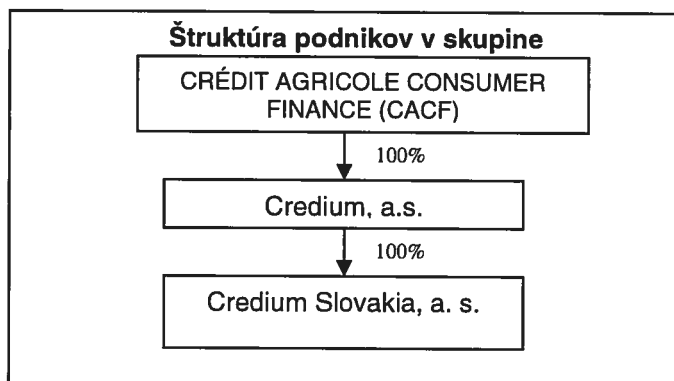 Štruktúra podnikov v skupine
CRÉDIT AGRICOLE CONSUMER
FINANCE (CACF)
100%
Credium, a.s.
100%
Credium Slovakia, a. s.